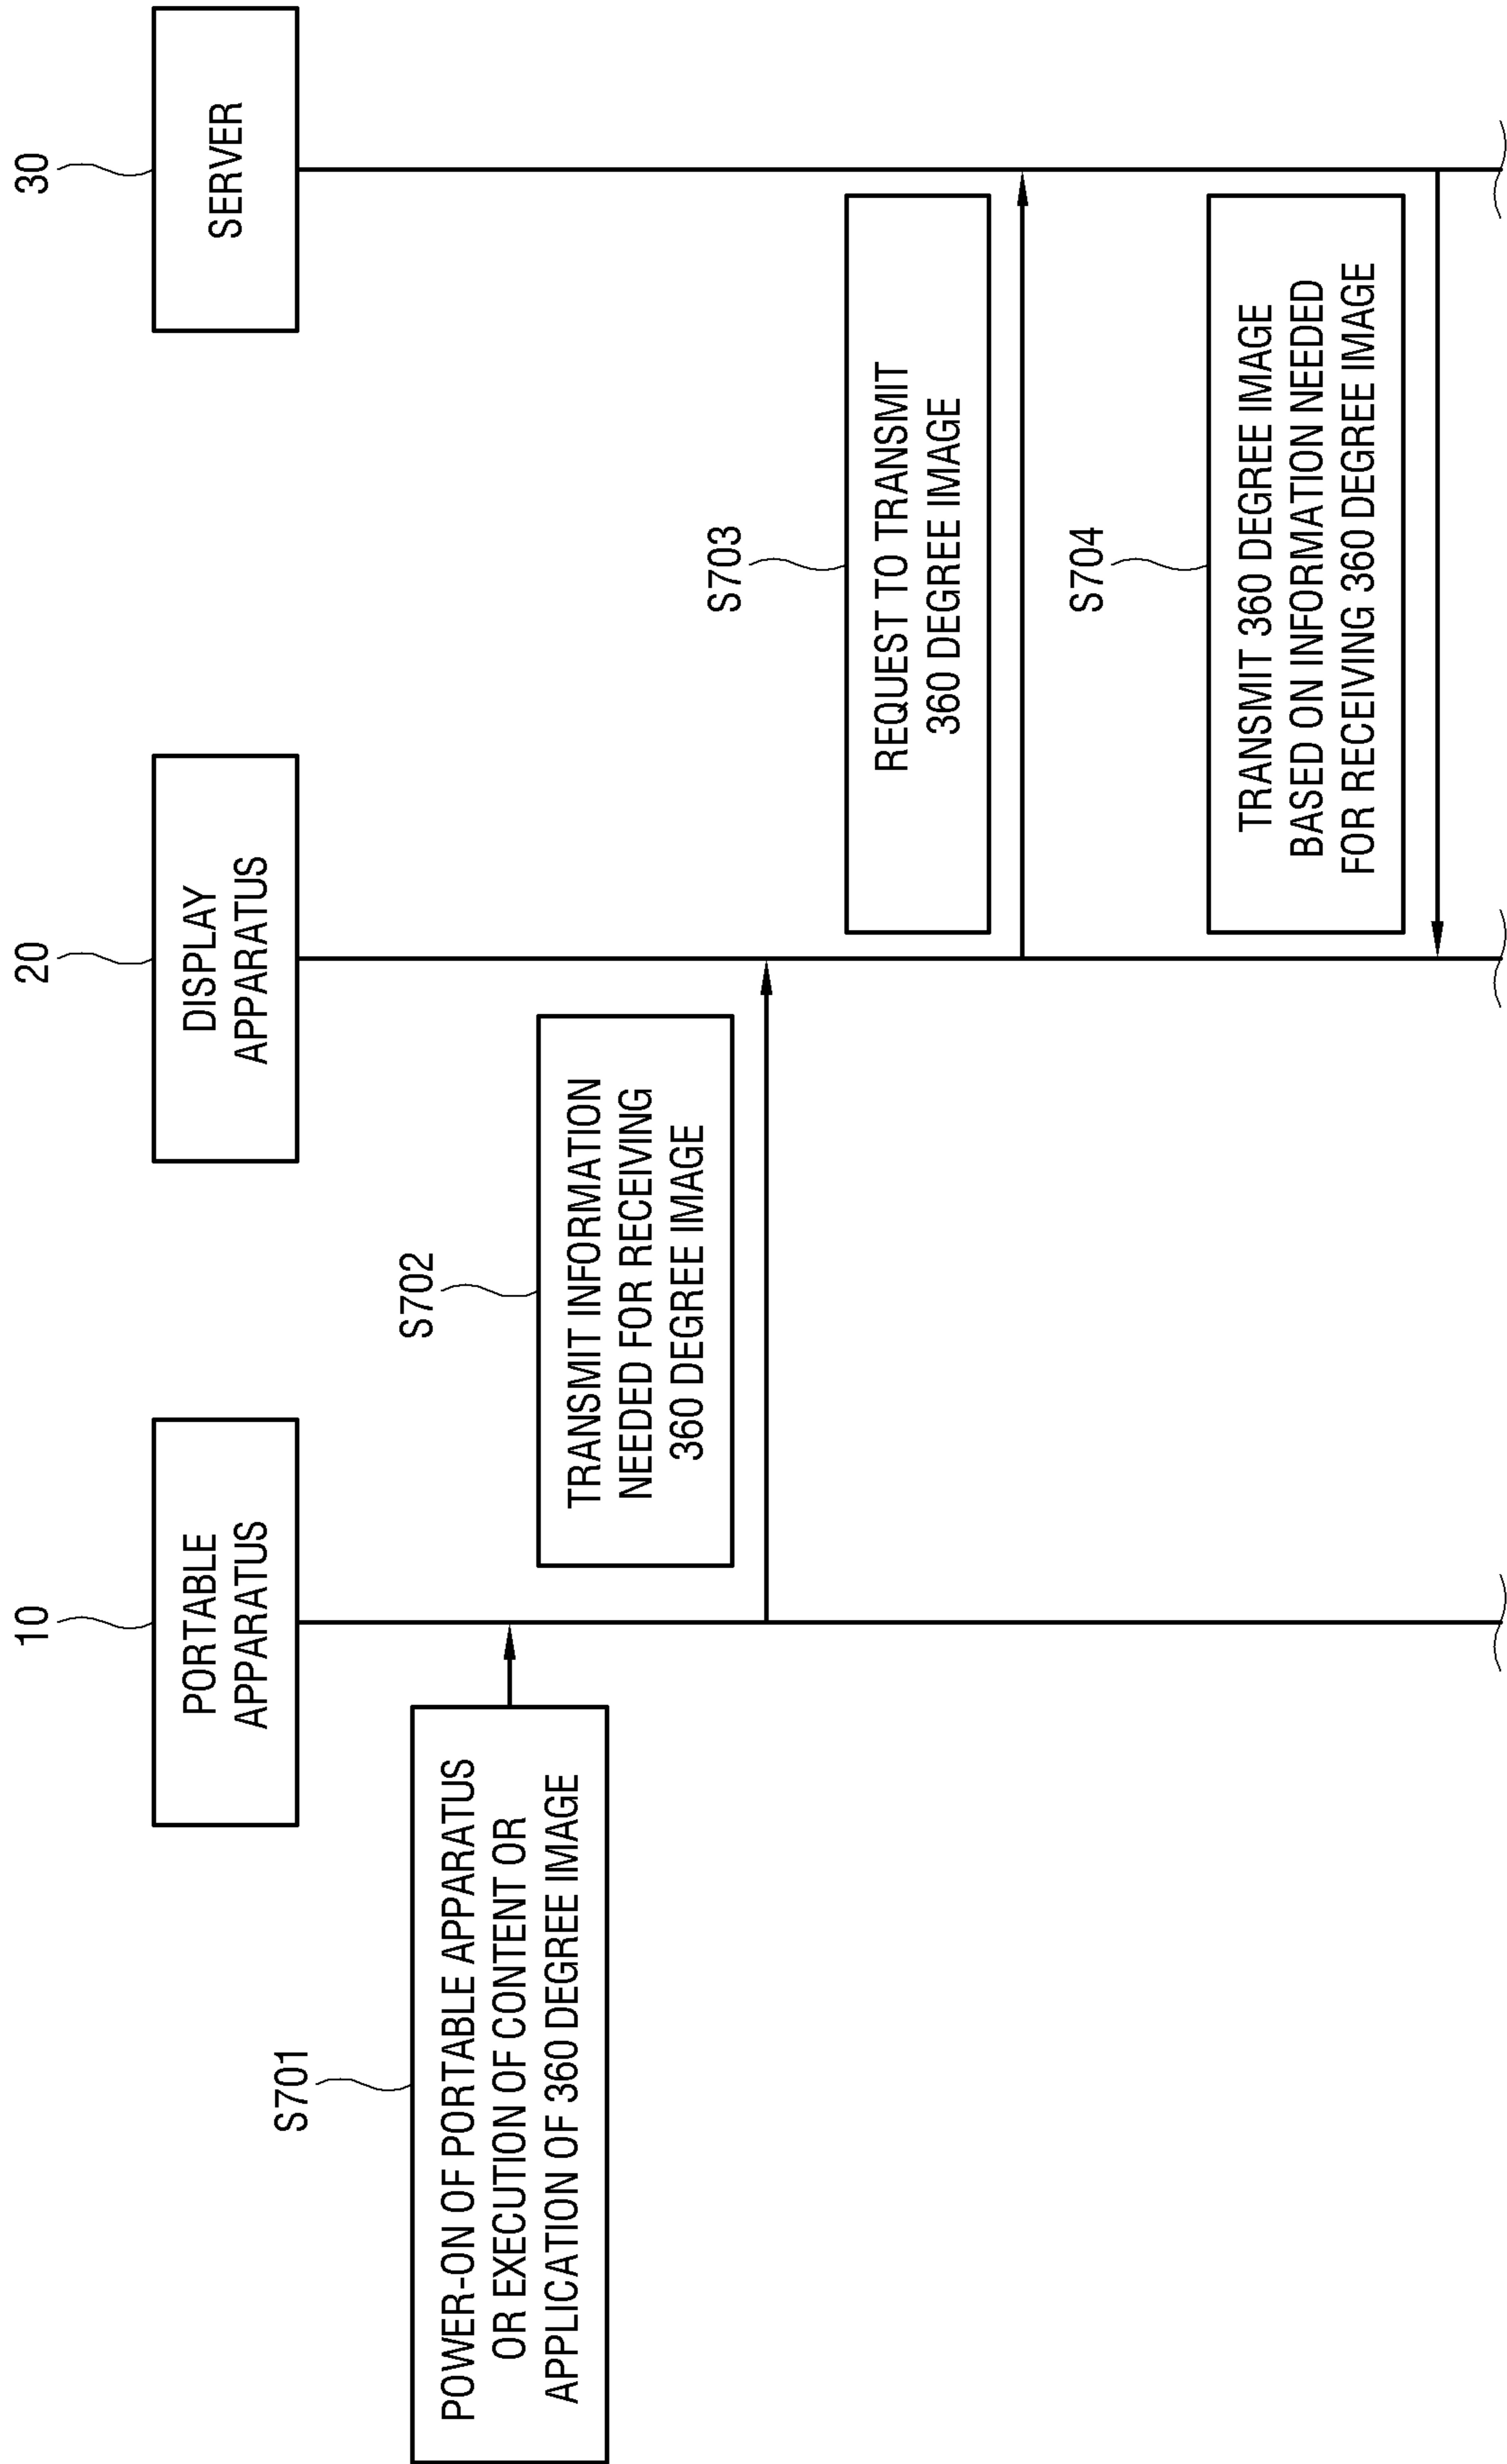 10
PORTABLE
APPARATUS
20
DISPLAY
APPARATUS
30
SERVER
S701
POWER-ON OF PORTABLE APPARATUS
OR EXECUTION OF CONTENT OR
APPLICATION OF 360 DEGREE IMAGE
S702
TRANSMIT INFORMATION
NEEDED FOR RECEIVING
360 DEGREE IMAGE
S703
REQUEST TO TRANSMIT
360 DEGREE IMAGE
S704
TRANSMIT 360 DEGREE IMAGE
BASED ON INFORMATION NEEDED
FOR RECEIVING 360 DEGREE IMAGE